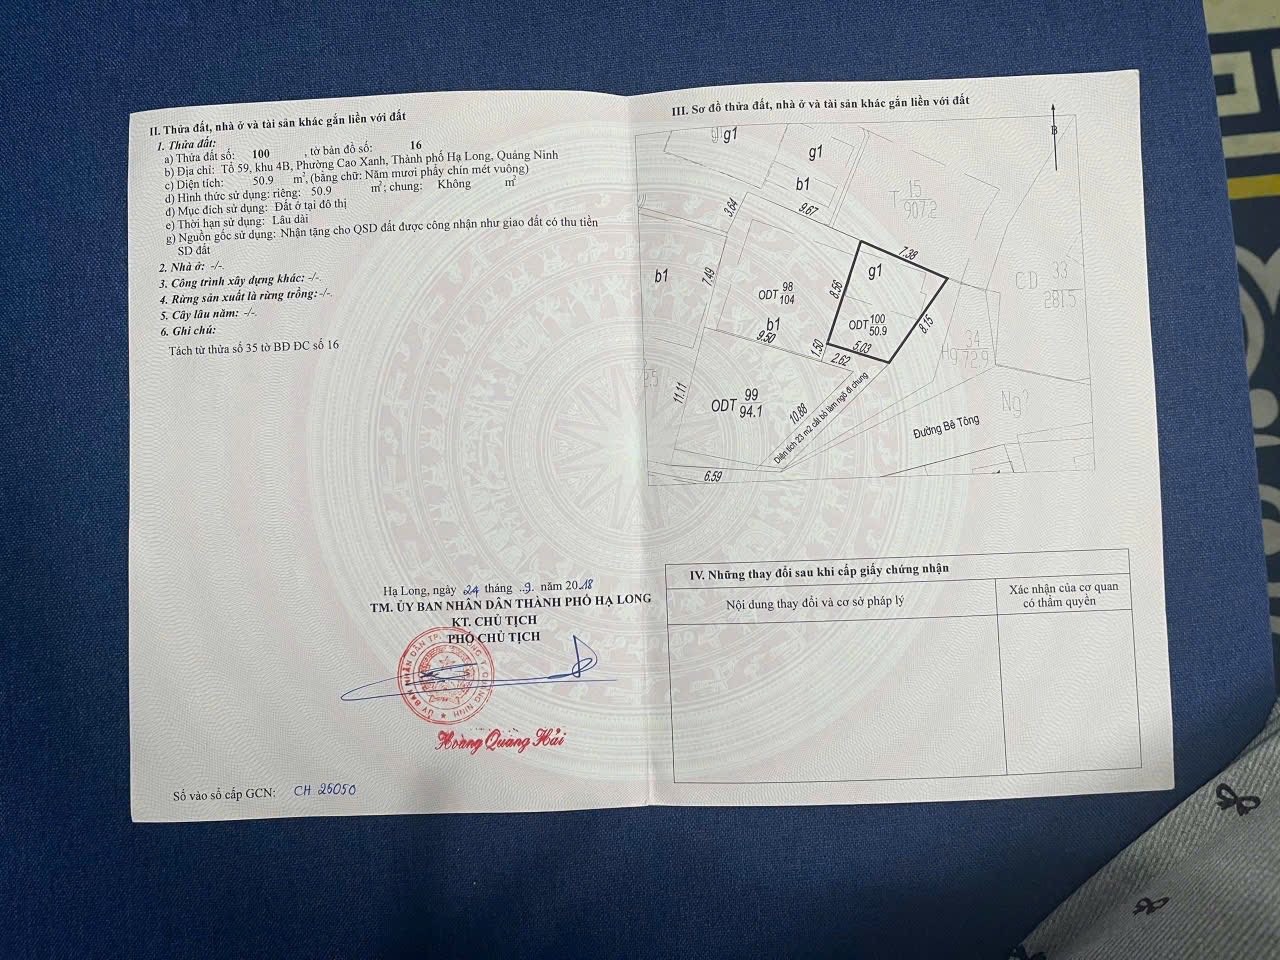 II. Thửa đất, nhà ở và tài sản khác gắn liền với đất
1. Thửa đất:
a) Thửa đất số: 100 , tờ bản đồ số: 16
b) Địa chỉ: Tổ 59, khu 4B, Phường Cao Xanh, Thành phố Hạ Long, Quảng Ninh
c) Diện tích: 50.9 m², (bằng chữ: Năm mươi phẩy chín mét vuông)
d) Hình thức sử dụng: riêng: 50.9 m²; chung: Không m²
đ) Mục đích sử dụng: Đất ở tại đô thị
e) Thời hạn sử dụng: Lâu dài
g) Nguồn gốc sử dụng: Nhận tặng cho QSD đất được công nhận như giao đất có thu tiền
SD đất
2. Nhà ở: -/-.
3. Công trình xây dựng khác: -/-.
4. Rừng sản xuất là rừng trồng: -/-.
5. Cây lâu năm: -/-.
6. Ghi chú:
Tách từ thửa số 35 tờ BĐ ĐC số 16
Hạ Long, ngày 24 tháng 9 năm 2018
TM. ỦY BAN NHÂN DÂN THÀNH PHỐ HẠ LONG
KT. CHỦ TỊCH
PHÓ CHỦ TỊCH
Hoàng Quang Hải
Số vào sổ cấp GCN: CH 25050
III. Sơ đồ thửa đất, nhà ở và tài sản khác gắn liền với đất
B
g1
g1
b1
9.67
3.64
T 15
907.2
7.38
g1
CD 33
281.5
b1
7.49
ODT 98
104
8.56
b1
9.50
ODT 100
50.9
8.15
5.03
1.50
2.62
Hg 34
72.9
11.11
ODT 99
94.1
10.88
Diện tích 23 m2 cắt bỏ làm ngõ đi chung
Đường Bê Tông
6.59
IV. Những thay đổi sau khi cấp giấy chứng nhận
Nội dung thay đổi và cơ sở pháp lý
Xác nhận của cơ quan
có thẩm quyền